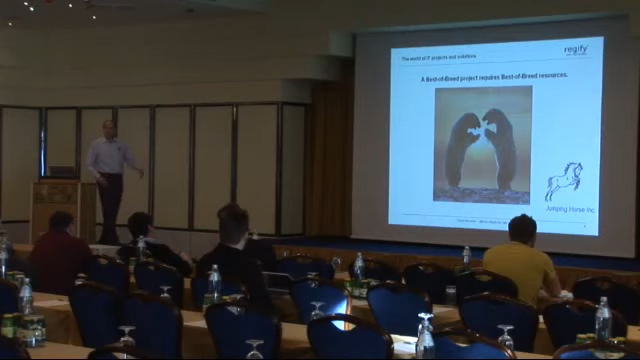 The world of IT projects and solutions
regify
A Best-of-Breed project requires Best-of-Breed resources.
Jumping Horse Inc.